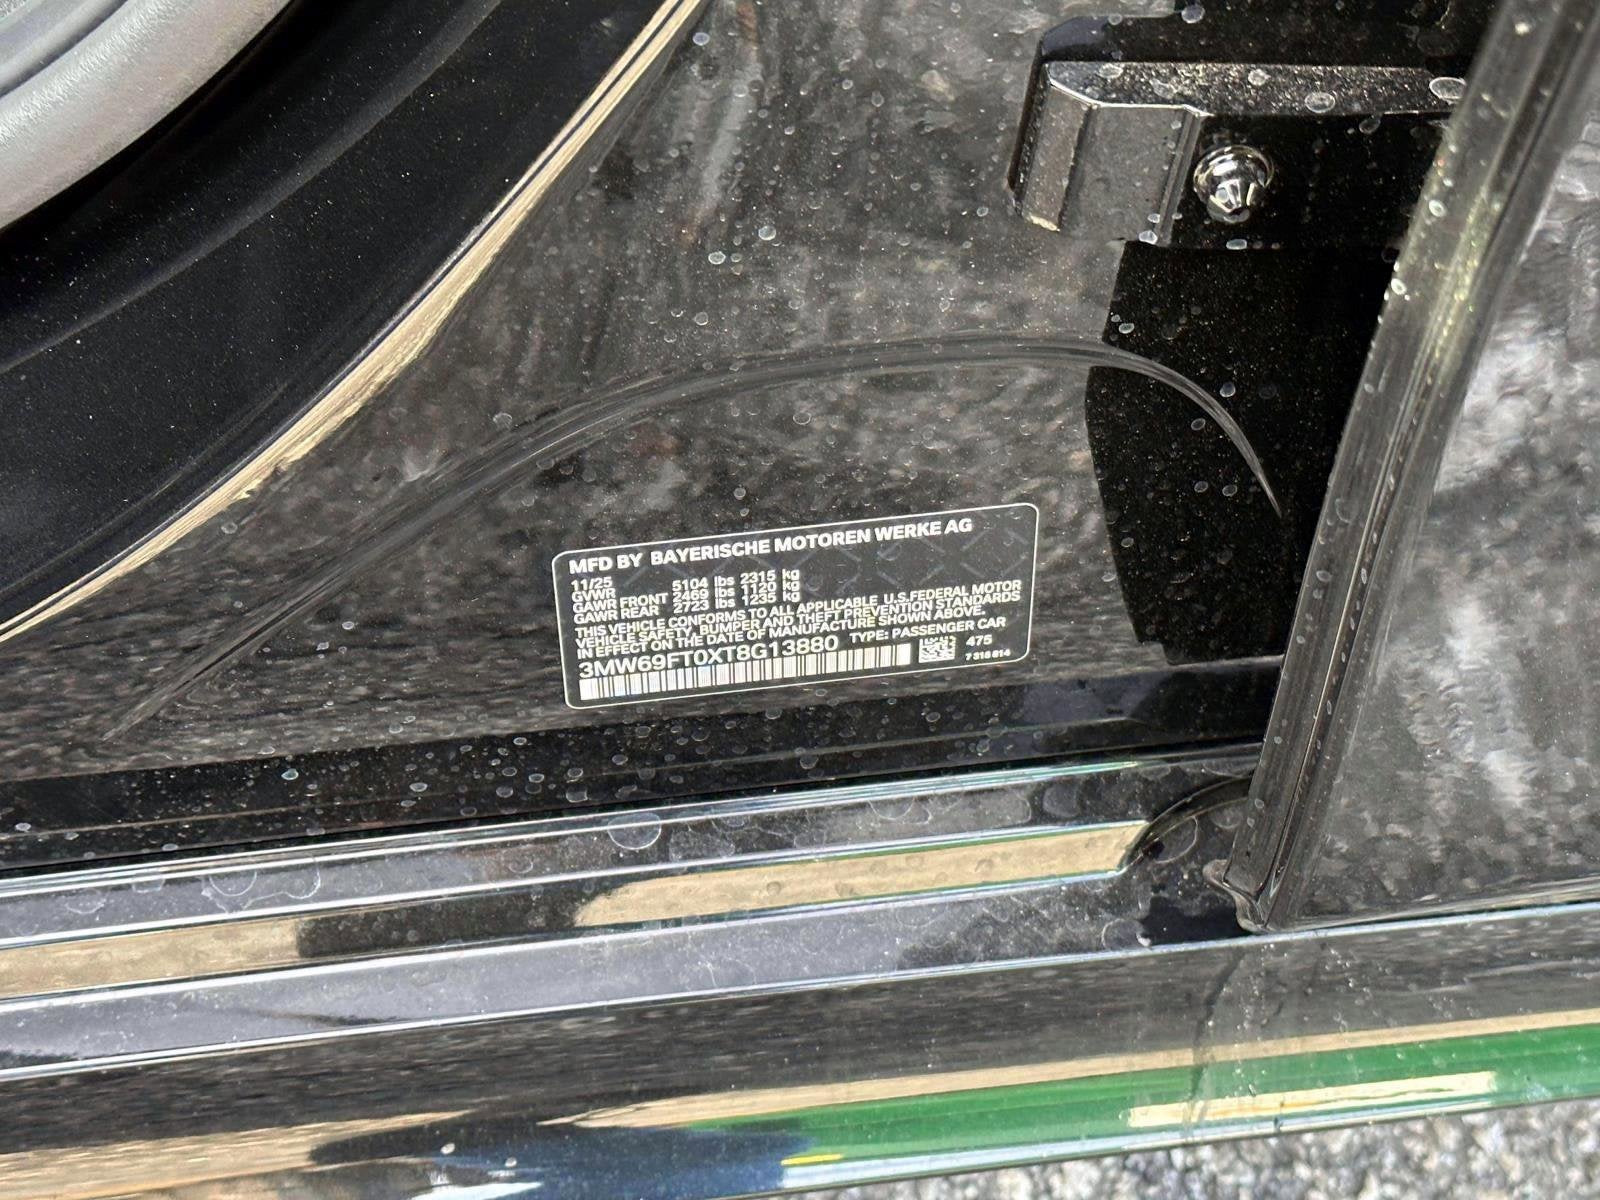 MFD BY BAYERISCHE MOTOREN WERKE AG
11/25
GVWR 5104 lbs 2315 kg
GAWR FRONT 2469 lbs 1120 kg
GAWR REAR 2723 lbs 1235 kg
THIS VEHICLE CONFORMS TO ALL APPLICABLE U.S.FEDERAL MOTOR
VEHICLE SAFETY, BUMPER AND THEFT PREVENTION STANDARDS
IN EFFECT ON THE DATE OF MANUFACTURE SHOWN ABOVE.
3MW69FT0XT8G13880 TYPE: PASSENGER CAR
475
7 318 814